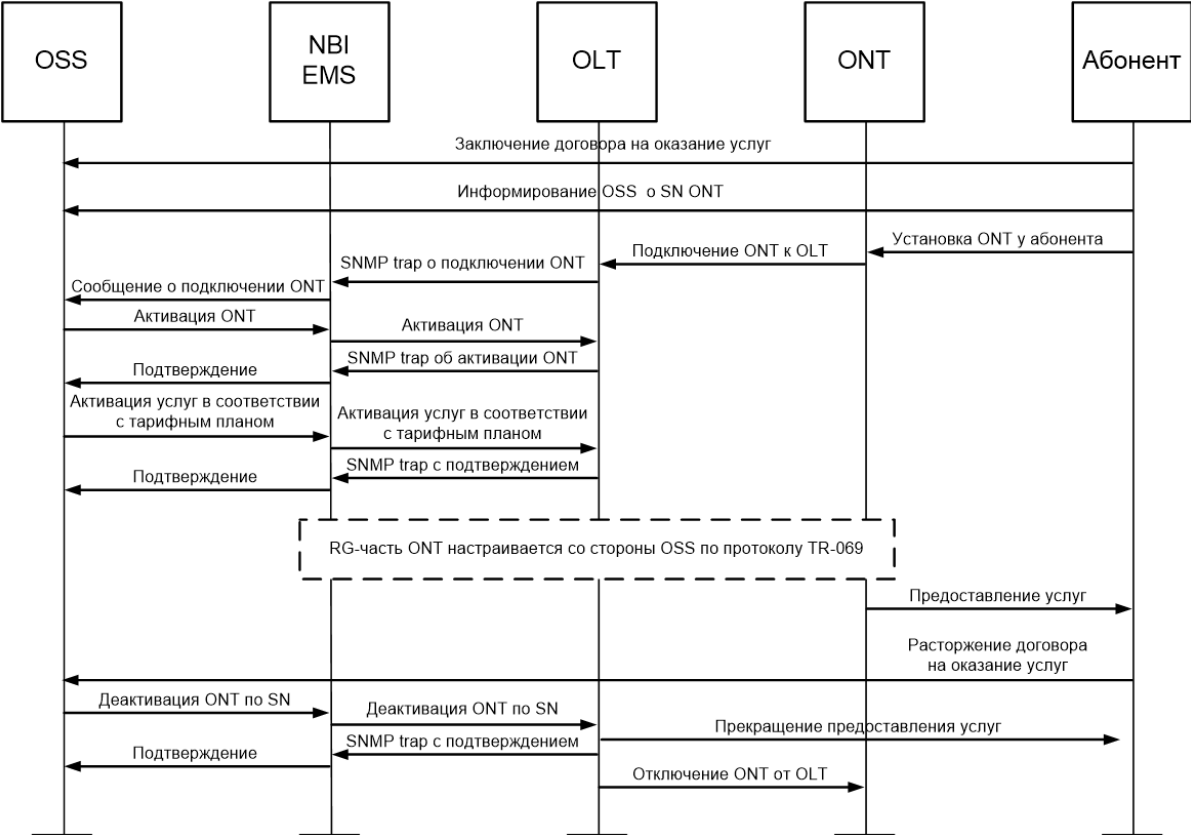 OSS
NBI
EMS
OLT
ONT
Абонент
Заключение договора на оказание услуг
Информирование OSS о SN ONT
Установка ONT у абонента
Подключение ONT к OLT
SNMP trap о подключении ONT
Сообщение о подключении ONT
Активация ONT
Активация ONT
SNMP trap об активации ONT
Подтверждение
Активация услуг в соответствии
с тарифным планом
Активация услуг в соответствии
с тарифным планом
SNMP trap с подтверждением
Подтверждение
RG-часть ONT настраивается со стороны OSS по протоколу TR-069
Предоставление услуг
Расторжение договора
на оказание услуг
Деактивация ONT по SN
Деактивация ONT по SN
Прекращение предоставления услуг
SNMP trap с подтверждением
Подтверждение
Отключение ONT от OLT